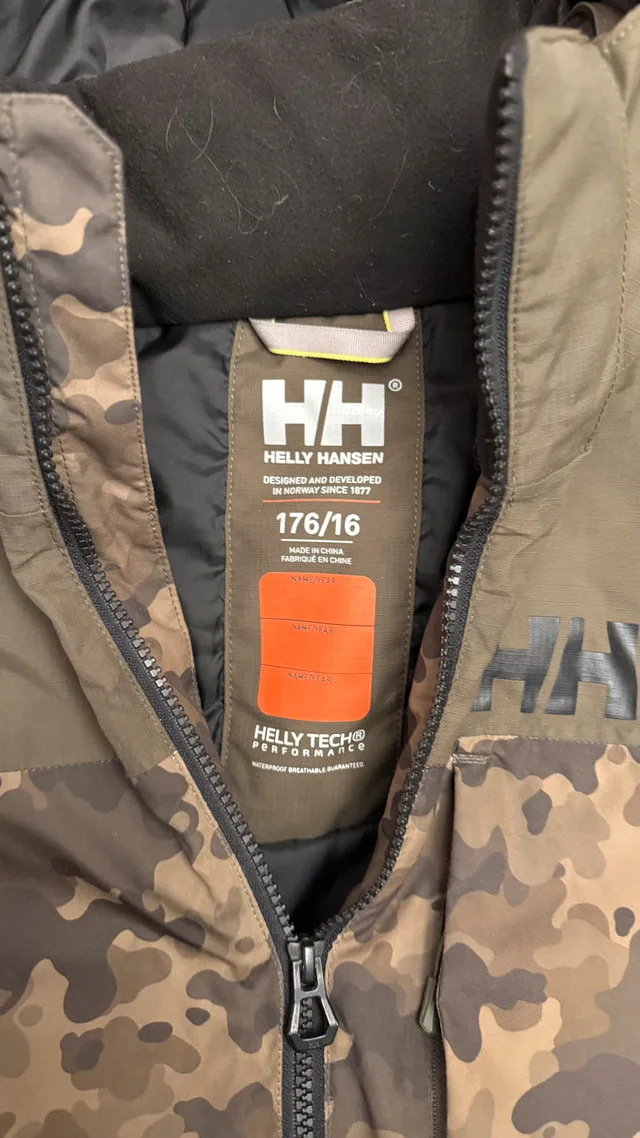 HH®
HELLY HANSEN
DESIGNED AND DEVELOPED
IN NORWAY SINCE 1877
176/16
MADE IN CHINA
FABRIQUÉ EN CHINE
NAME/YEAR
NAME/YEAR
NAME/YEAR
HELLY TECH®
PERFORMANCE
WATERPROOF. BREATHABLE. GUARANTEED.
HH